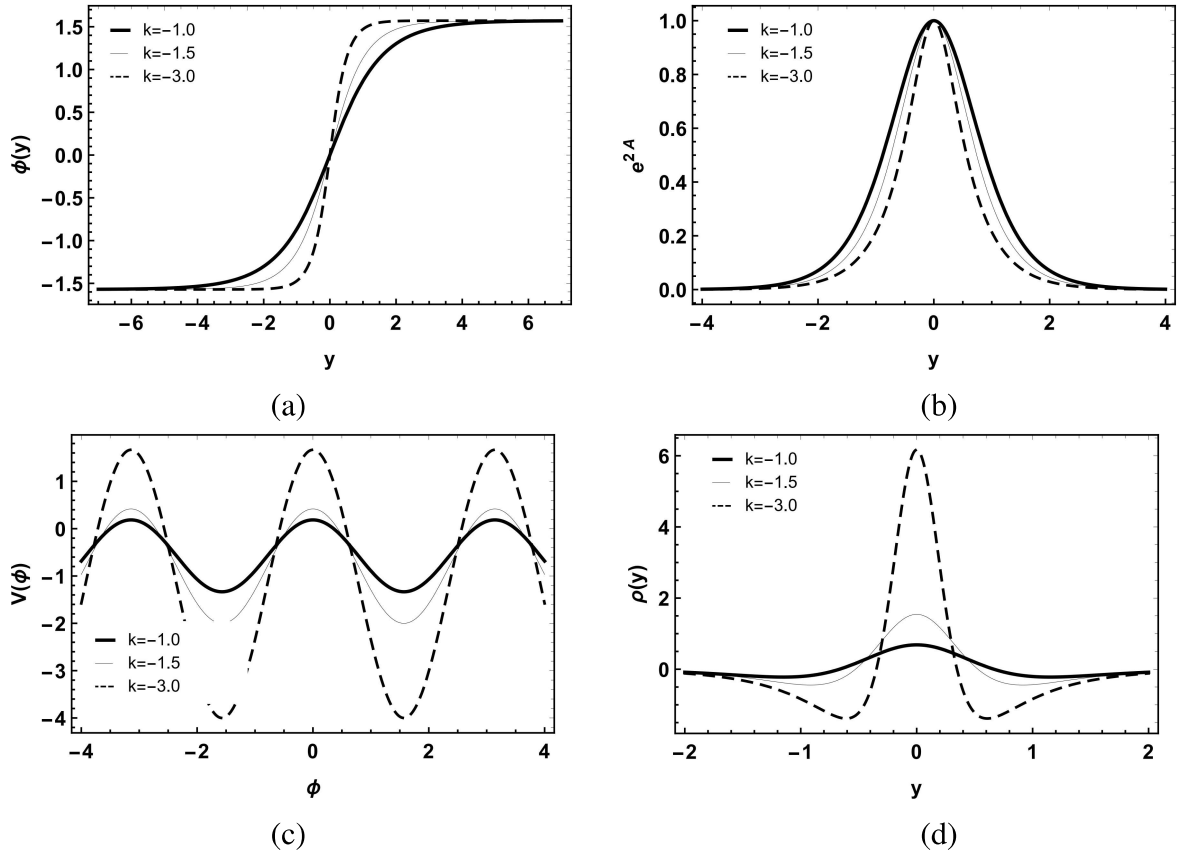 k=−1.0
k=−1.5
k=−3.0
ϕ(y)
1.5
1.0
0.5
0.0
−0.5
−1.0
−1.5
−6 −4 −2 0 2 4 6
y
(a)
k=−1.0
k=−1.5
k=−3.0
e^{2A}
1.0
0.8
0.6
0.4
0.2
0.0
−4 −2 0 2 4
y
(b)
V(ϕ)
1
0
−1
−2
−3
−4
k=−1.0
k=−1.5
k=−3.0
−4 −2 0 2 4
ϕ
(c)
k=−1.0
k=−1.5
k=−3.0
ρ(y)
6
4
2
0
−2 −1 0 1 2
y
(d)